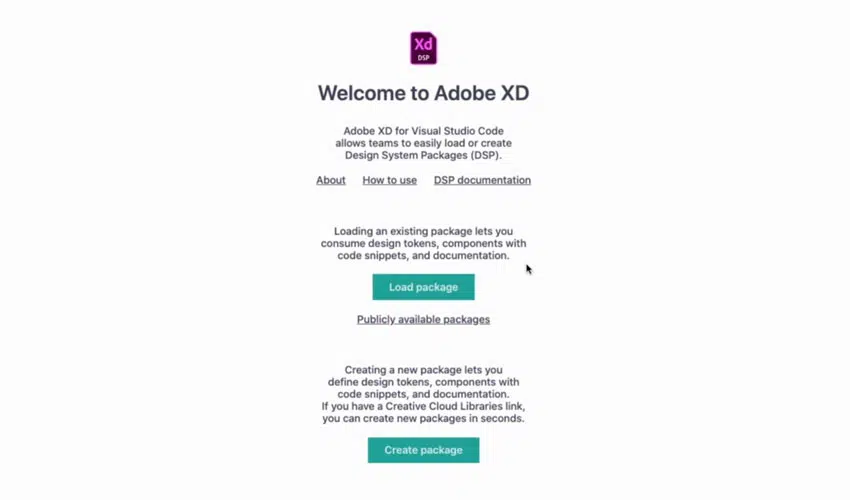 Xd
DSP
Welcome to Adobe XD
Adobe XD for Visual Studio Code
allows teams to easily load or create
Design System Packages (DSP).
About How to use DSP documentation
Loading an existing package lets you
consume design tokens, components with
code snippets, and documentation.
Load package
Publicly available packages
Creating a new package lets you
define design tokens, components with
code snippets, and documentation.
If you have a Creative Cloud Libraries link,
you can create new packages in seconds.
Create package